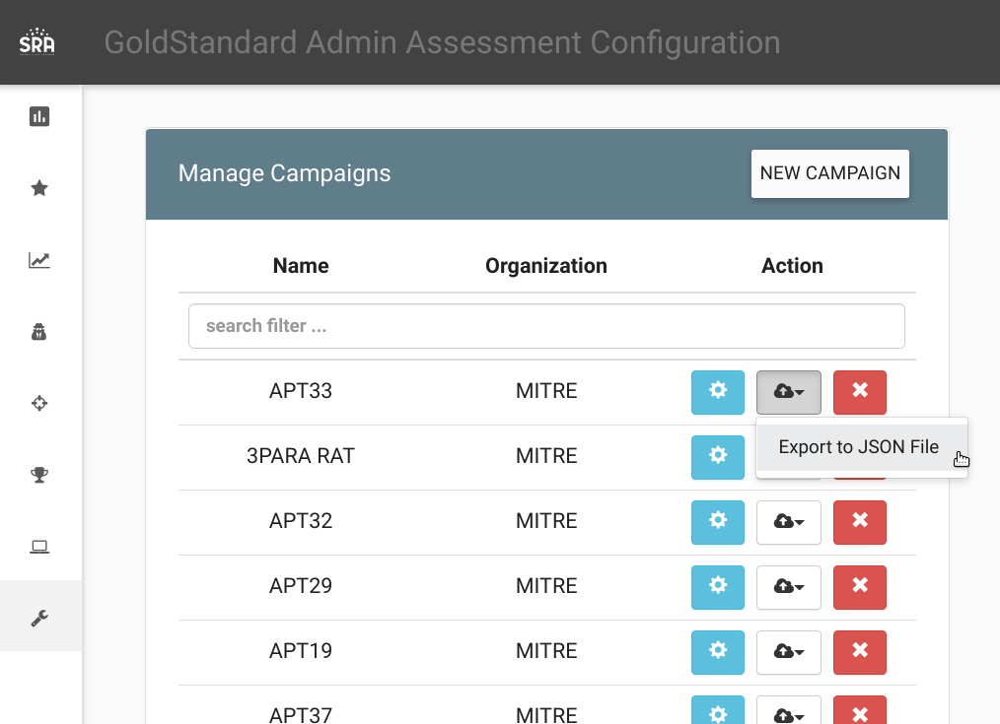 SRA
GoldStandard Admin Assessment Configuration
Manage Campaigns
NEW CAMPAIGN
Name Organization Action
search filter ...
APT33 MITRE
Export to JSON File
3PARA RAT MITRE
APT32 MITRE
APT29 MITRE
APT19 MITRE
APT37 MITRE